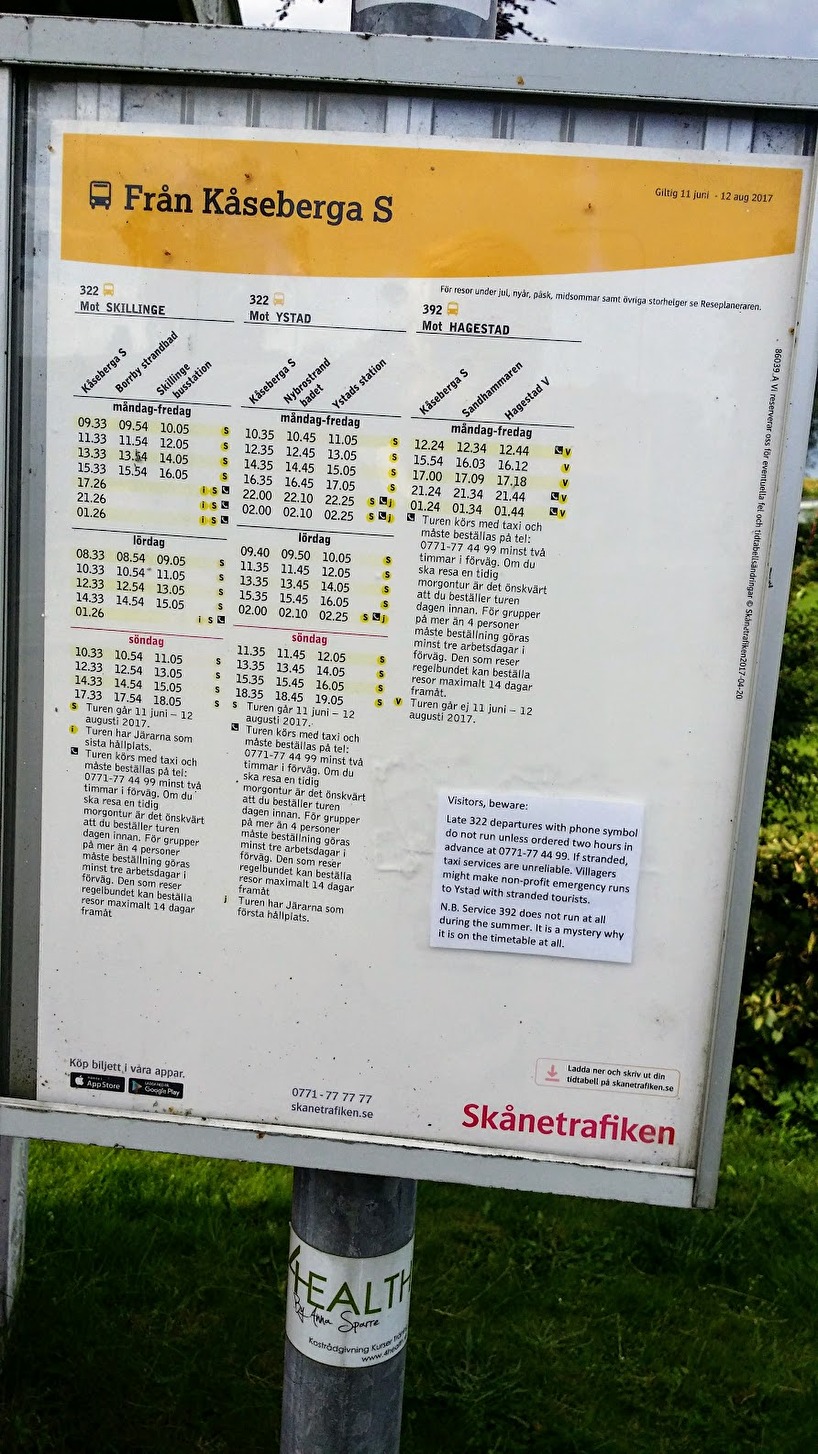 Från Kåseberga S
Giltig 11 juni - 12 aug 2017
För resor under jul, nyår, påsk, midsommar samt övriga storhelger se Reseplaneraren.
322
Mot SKILLINGE
Kåseberga S Borrby strandbad Skillinge busstation
måndag-fredag
09.33 09.54 10.05 S
11.33 11.54 12.05 S
13.33 13.54 14.05 S
15.33 15.54 16.05 S
17.26 i S
21.26 i S
01.26 i S
lördag
08.33 08.54 09.05 S
10.33 10.54 11.05 S
12.33 12.54 13.05 S
14.33 14.54 15.05 S
01.26 i S
söndag
10.33 10.54 11.05 S
12.33 12.54 13.05 S
14.33 14.54 15.05 S
17.33 17.54 18.05 S
S Turen går 11 juni – 12
augusti 2017.
i Turen har Järarna som
sista hållplats.
Turen körs med taxi och
måste beställas på tel:
0771-77 44 99 minst två
timmar i förväg. Om du
ska resa en tidig
morgontur är det önskvärt
att du beställer turen
dagen innan. För grupper
på mer än 4 personer
måste beställning göras
minst tre arbetsdagar i
förväg. Den som reser
regelbundet kan beställa
resor maximalt 14 dagar
framåt
322
Mot YSTAD
Kåseberga S Nybrostrand badet Ystads station
måndag-fredag
10.35 10.45 11.05 S
12.35 12.45 13.05 S
14.35 14.45 15.05 S
16.35 16.45 17.05 S
22.00 22.10 22.25 S j
02.00 02.10 02.25 S j
lördag
09.40 09.50 10.05 S
11.35 11.45 12.05 S
13.35 13.45 14.05 S
15.35 15.45 16.05 S
02.00 02.10 02.25 S j
söndag
11.35 11.45 12.05 S
13.35 13.45 14.05 S
15.35 15.45 16.05 S
18.35 18.45 19.05 S
S Turen går 11 juni – 12
augusti 2017.
Turen körs med taxi och
måste beställas på tel:
0771-77 44 99 minst två
timmar i förväg. Om du
ska resa en tidig
morgontur är det önskvärt
att du beställer turen
dagen innan. För grupper
på mer än 4 personer
måste beställning göras
minst tre arbetsdagar i
förväg. Den som reser
regelbundet kan beställa
resor maximalt 14 dagar
framåt
j Turen har Järarna som
första hållplats.
392
Mot HAGESTAD
Kåseberga S Sandhammaren Hagestad V
måndag-fredag
12.24 12.34 12.44 V
15.54 16.03 16.12 V
17.00 17.09 17.18 V
21.24 21.34 21.44 V
01.24 01.34 01.44 V
Turen körs med taxi och
måste beställas på tel:
0771-77 44 99 minst två
timmar i förväg. Om du
ska resa en tidig
morgontur är det önskvärt
att du beställer turen
dagen innan. För grupper
på mer än 4 personer
måste beställning göras
minst tre arbetsdagar i
förväg. Den som reser
regelbundet kan beställa
resor maximalt 14 dagar
framåt.
V Turen går ej 11 juni – 12
augusti 2017.
86039, A Vi reserverar oss för eventuella fel och tidtabellsändringar © Skånetrafiken2017-04-20
Visitors, beware:
Late 322 departures with phone symbol
do not run unless ordered two hours in
advance at 0771-77 44 99. If stranded,
taxi services are unreliable. Villagers
might make non-profit emergency runs
to Ystad with stranded tourists.
N.B. Service 392 does not run at all
during the summer. It is a mystery why
it is on the timetable at all.
Köp biljett i våra appar.
App Store
Google Play
0771-77 77 77
skanetrafiken.se
Ladda ner och skriv ut din
tidtabell på skanetrafiken.se
Skånetrafiken
4HEALTH
By Anna Sparre
Kostrådgivning Kurser